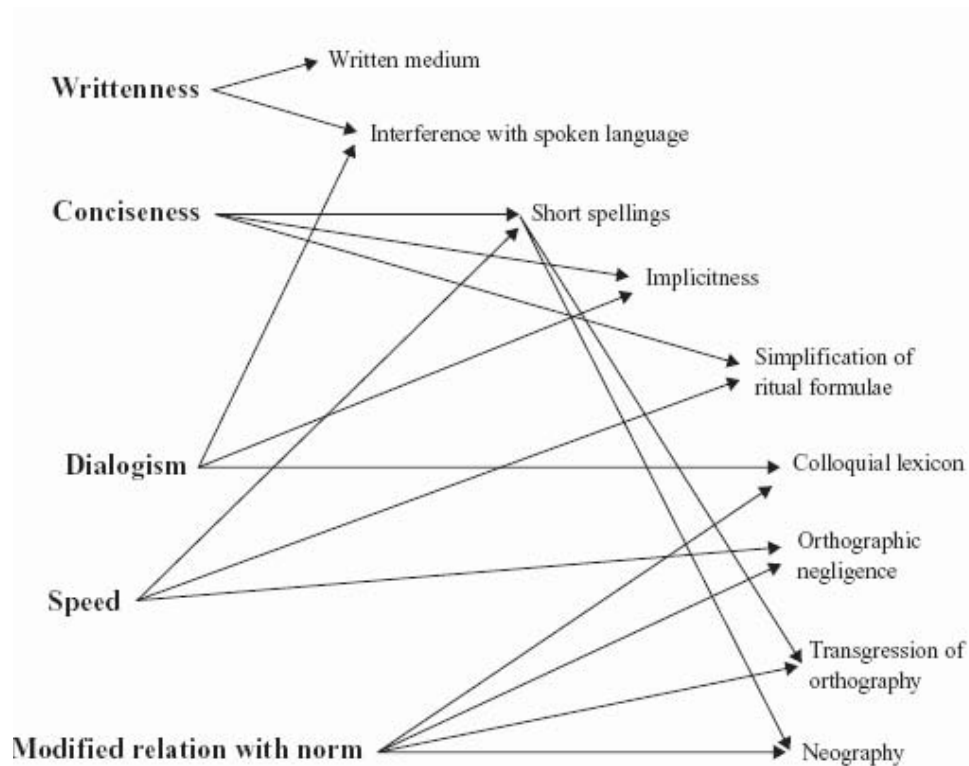 Written medium
Writtenness
Interference with spoken language
Conciseness
Short spellings
Implicitness
Simplification of
ritual formulae
Dialogism
Colloquial lexicon
Orthographic
negligence
Speed
Transgression of
orthography
Modified relation with norm
Neography